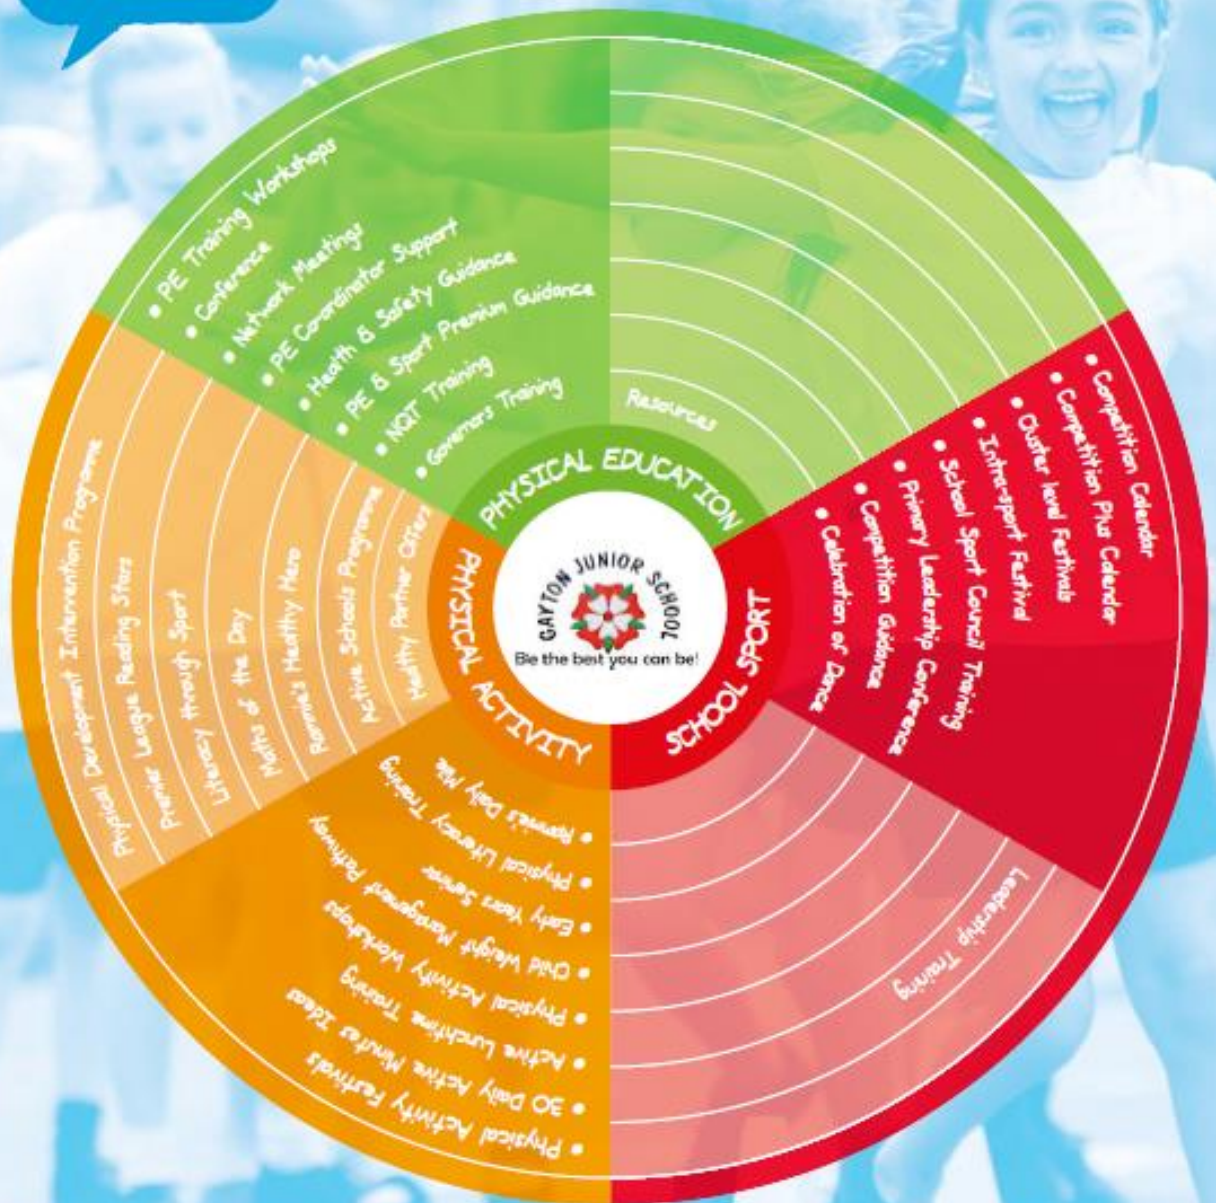 PHYSICAL EDUCATION
• PE Training Workshops
• Conference
• Network Meetings
• PE Co-ordinator Support
• Health & Safety Guidance
• PE & Sport Premium Guidance
• NQT Training
• Governors Training
Resources
SCHOOL SPORT
• Competition Calendar
• Competition Plus Calendar
• Cluster level Festivals
• Intra-sport Festival
• School Sport Council Training
• Primary Leadership Conference
• Competition Guidance
• Celebration of Dance
Leadership Training
PHYSICAL ACTIVITY
• Ronnie's Daily Mile
• Physical Literacy Training
• Early Years Seminar
• Child Weight Management Pathway
• Physical Activity Workshops
• Active Lunchtime Training
• 30 Daily Active Minutes Ideas
• Physical Activity Festivals
Physical Development Intervention Programme
Premier League Reading Stars
Literacy through Sport
Maths of the Day
Ronnie's Healthy Hero
Active Schools Programme
Healthy Partner Offers
GAYTON JUNIOR SCHOOL
Be the best you can be!